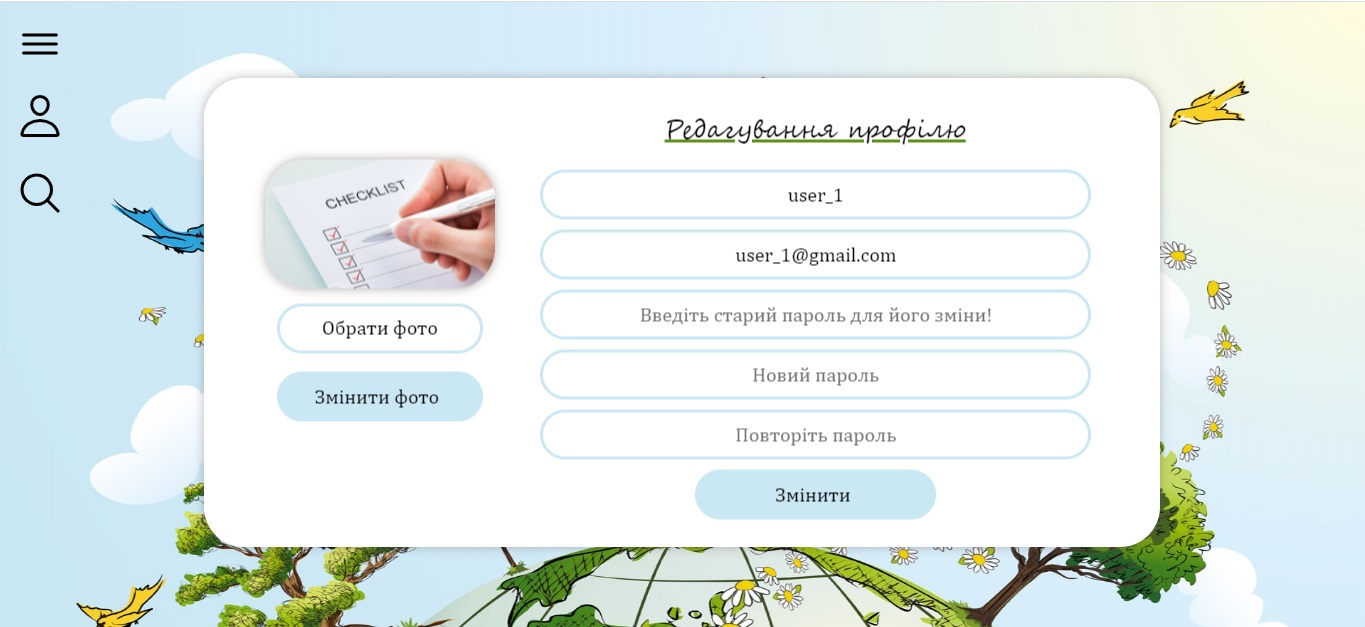 Редагування профілю
CHECKLIST
user_1
user_1@gmail.com
Введіть старий пароль для його зміни!
Обрати фото
Новий пароль
Змінити фото
Повторіть пароль
Змінити